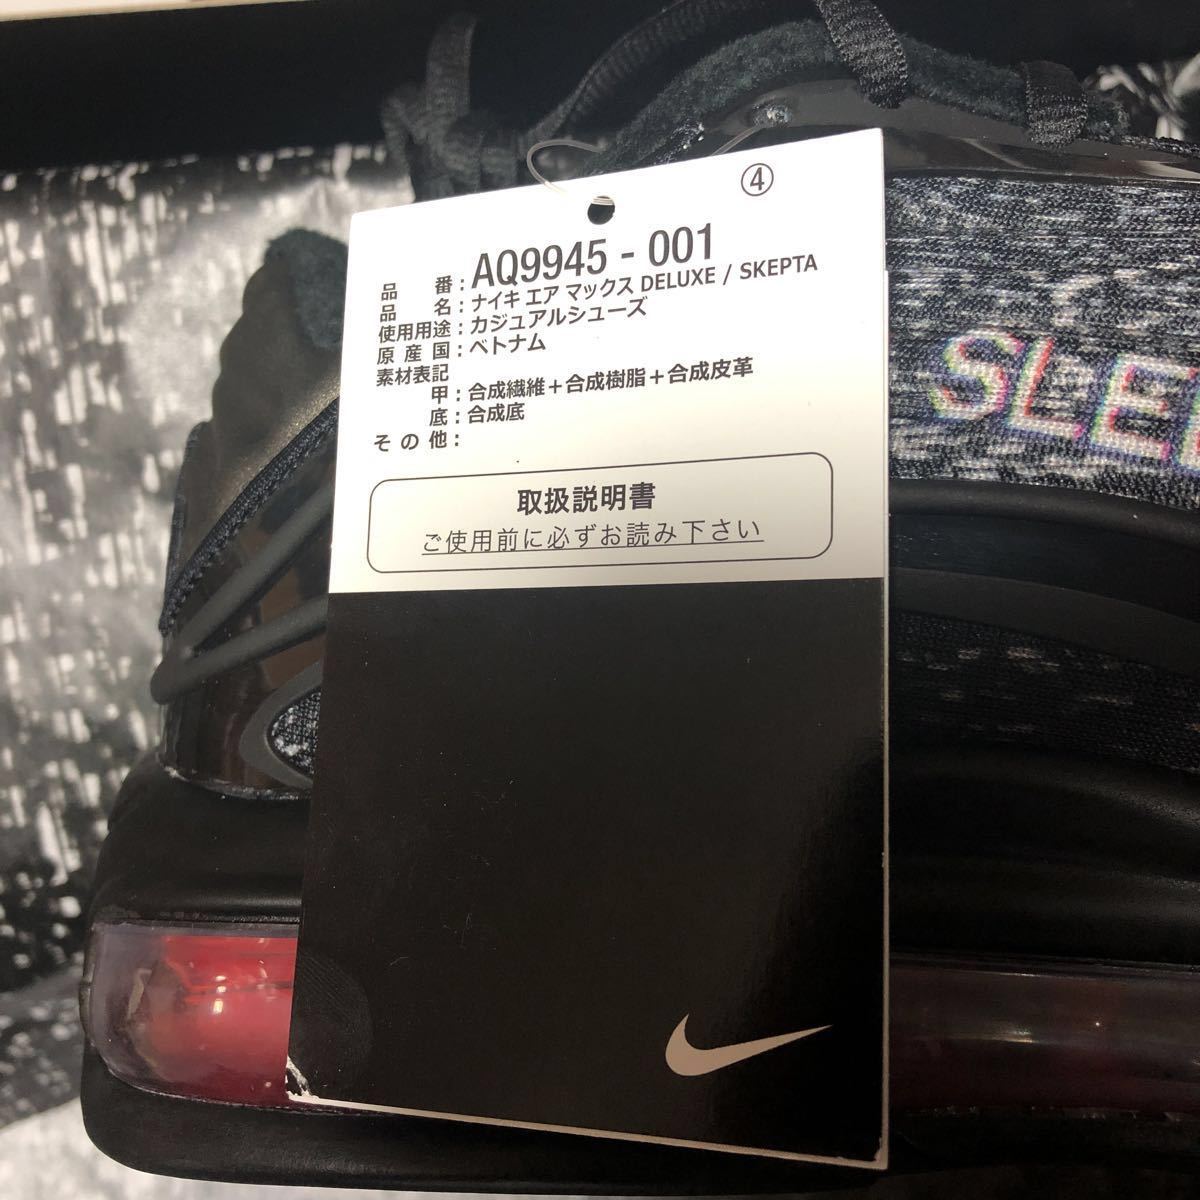 ④
品番:AQ9945-001
品名:ナイキ エア マックス DELUXE / SKEPTA
使用用途:カジュアルシューズ
原産国:ベトナム
素材表記
甲:合成繊維+合成樹脂+合成皮革
底:合成底
その他:
取扱説明書
ご使用前に必ずお読み下さい